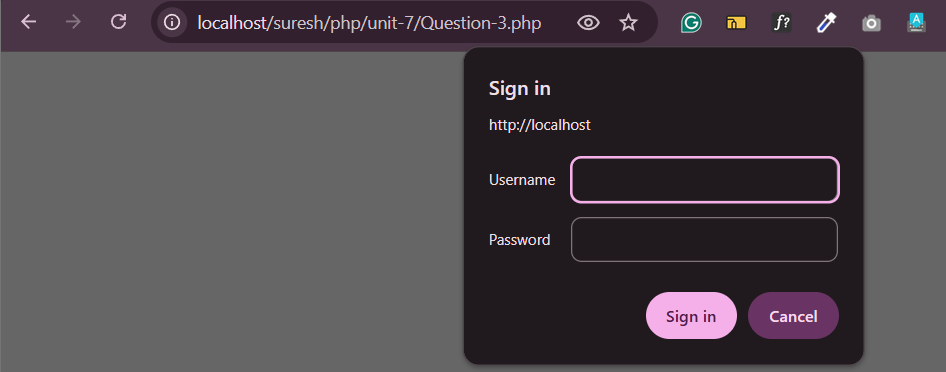 localhost/suresh/php/unit-7/Question-3.php
Sign in
http://localhost
Username
Password
Sign in Cancel